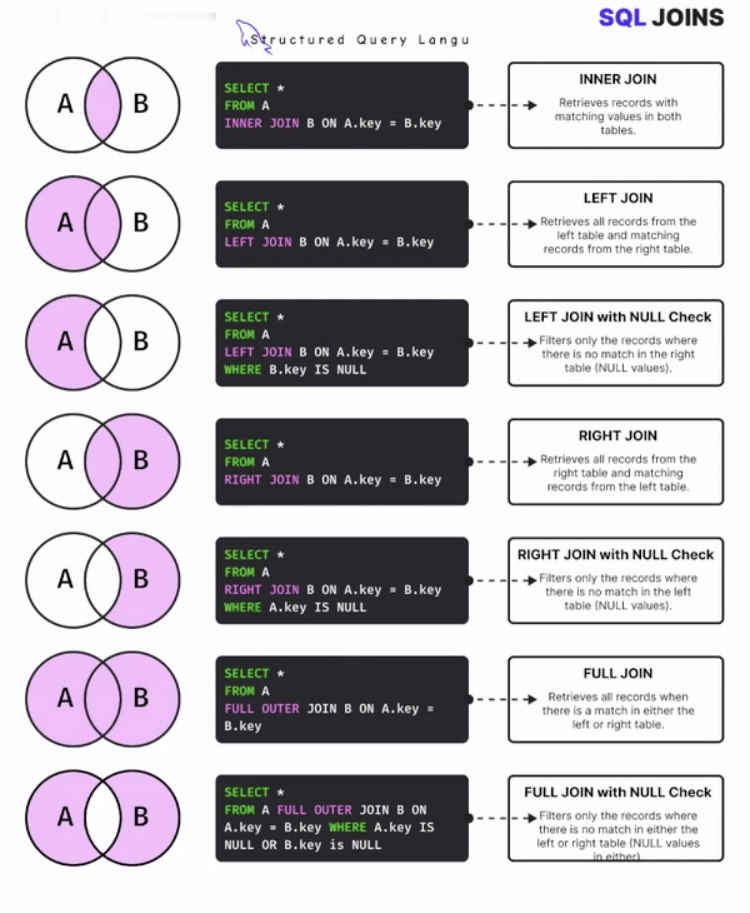 SQL JOINS
Structured Query Langu
A B
SELECT *
FROM A
INNER JOIN B ON A.key = B.key
INNER JOIN
Retrieves records with
matching values in both
tables.
A B
SELECT *
FROM A
LEFT JOIN B ON A.key = B.key
LEFT JOIN
Retrieves all records from the
left table and matching
records from the right table.
A B
SELECT *
FROM A
LEFT JOIN B ON A.key = B.key
WHERE B.key IS NULL
LEFT JOIN with NULL Check
Filters only the records where
there is no match in the right
table (NULL values).
A B
SELECT *
FROM A
RIGHT JOIN B ON A.key = B.key
RIGHT JOIN
Retrieves all records from the
right table and matching
records from the left table.
A B
SELECT *
FROM A
RIGHT JOIN B ON A.key = B.key
WHERE A.key IS NULL
RIGHT JOIN with NULL Check
Filters only the records where
there is no match in the left
table (NULL values).
A B
SELECT *
FROM A
FULL OUTER JOIN B ON A.key =
B.key
FULL JOIN
Retrieves all records when
there is a match in either the
left or right table.
A B
SELECT *
FROM A FULL OUTER JOIN B ON
A.key = B.key WHERE A.key IS
NULL OR B.key is NULL
FULL JOIN with NULL Check
Filters only the records where
there is no match in either the
left or right table (NULL values
in either)